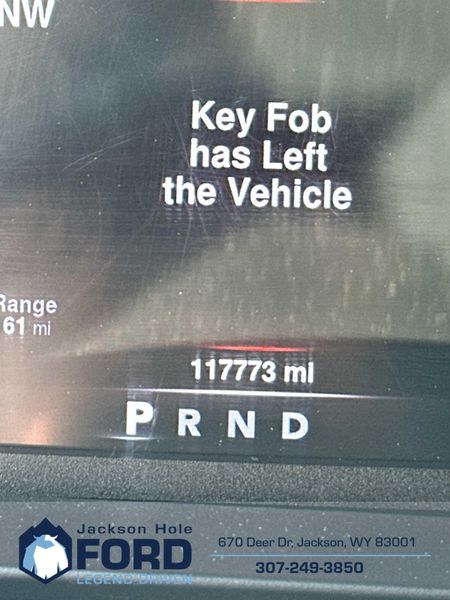 NW
Key Fob
has Left
the Vehicle
Range
61 mi
117773 mi
P R N D
Jackson Hole
FORD
LEGEND DRIVEN
670 Deer Dr, Jackson, WY 83001
307-249-3850